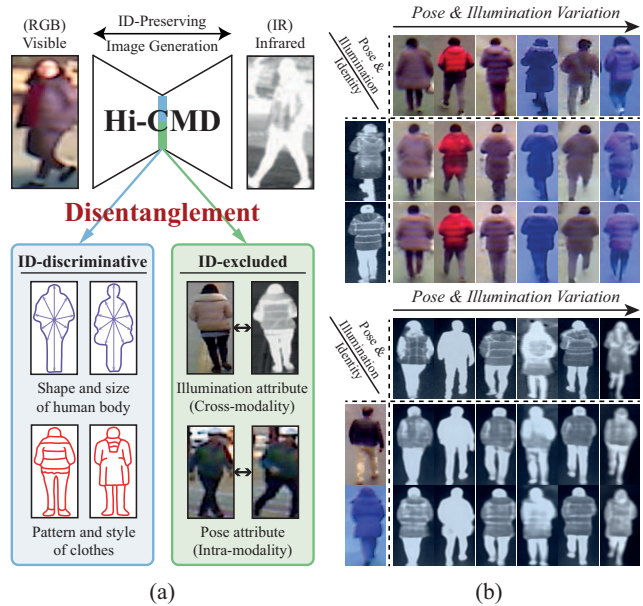 (RGB)
Visible
ID-Preserving
Image Generation
(IR)
Infrared
Hi-CMD
Disentanglement
ID-discriminative
Shape and size
of human body
Pattern and style
of clothes
ID-excluded
Illumination attribute
(Cross-modality)
Pose attribute
(Intra-modality)
(a)
Pose & Illumination Variation
Pose &
Illumination
Identity
Pose & Illumination Variation
Pose &
Illumination
Identity
(b)